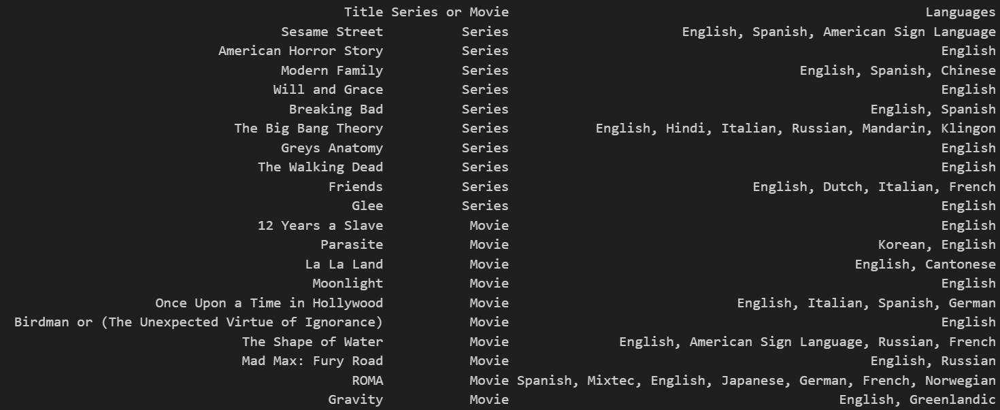 Title Series or Movie Languages
Sesame Street Series English, Spanish, American Sign Language
American Horror Story Series English
Modern Family Series English, Spanish, Chinese
Will and Grace Series English
Breaking Bad Series English, Spanish
The Big Bang Theory Series English, Hindi, Italian, Russian, Mandarin, Klingon
Greys Anatomy Series English
The Walking Dead Series English
Friends Series English, Dutch, Italian, French
Glee Series English
12 Years a Slave Movie English
Parasite Movie Korean, English
La La Land Movie English, Cantonese
Moonlight Movie English
Once Upon a Time in Hollywood Movie English, Italian, Spanish, German
Birdman or (The Unexpected Virtue of Ignorance) Movie English
The Shape of Water Movie English, American Sign Language, Russian, French
Mad Max: Fury Road Movie English, Russian
ROMA Movie Spanish, Mixtec, English, Japanese, German, French, Norwegian
Gravity Movie English, Greenlandic